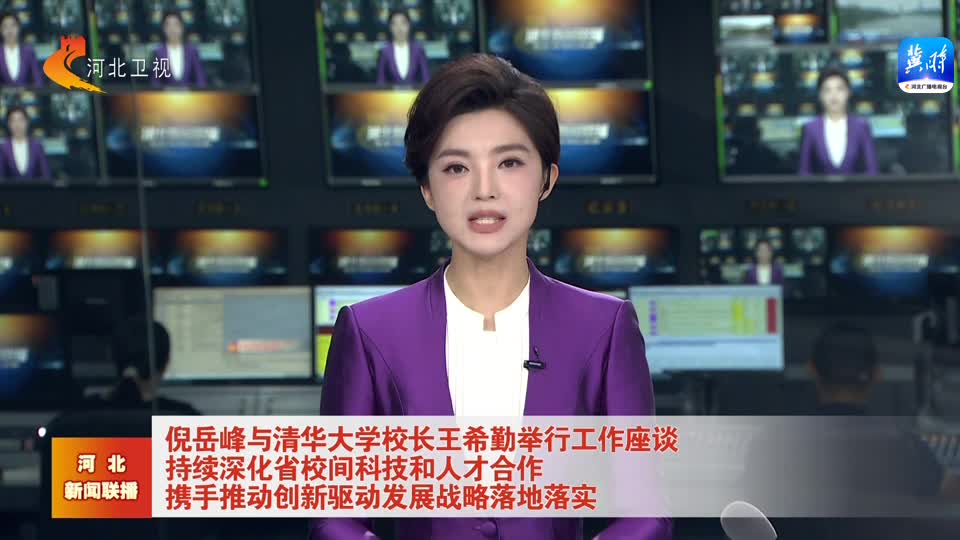 河北卫视
冀时
河北广播电视台
倪岳峰与清华大学校长王希勤举行工作座谈
持续深化省校间科技和人才合作
携手推动创新驱动发展战略落地落实
河北
新闻联播